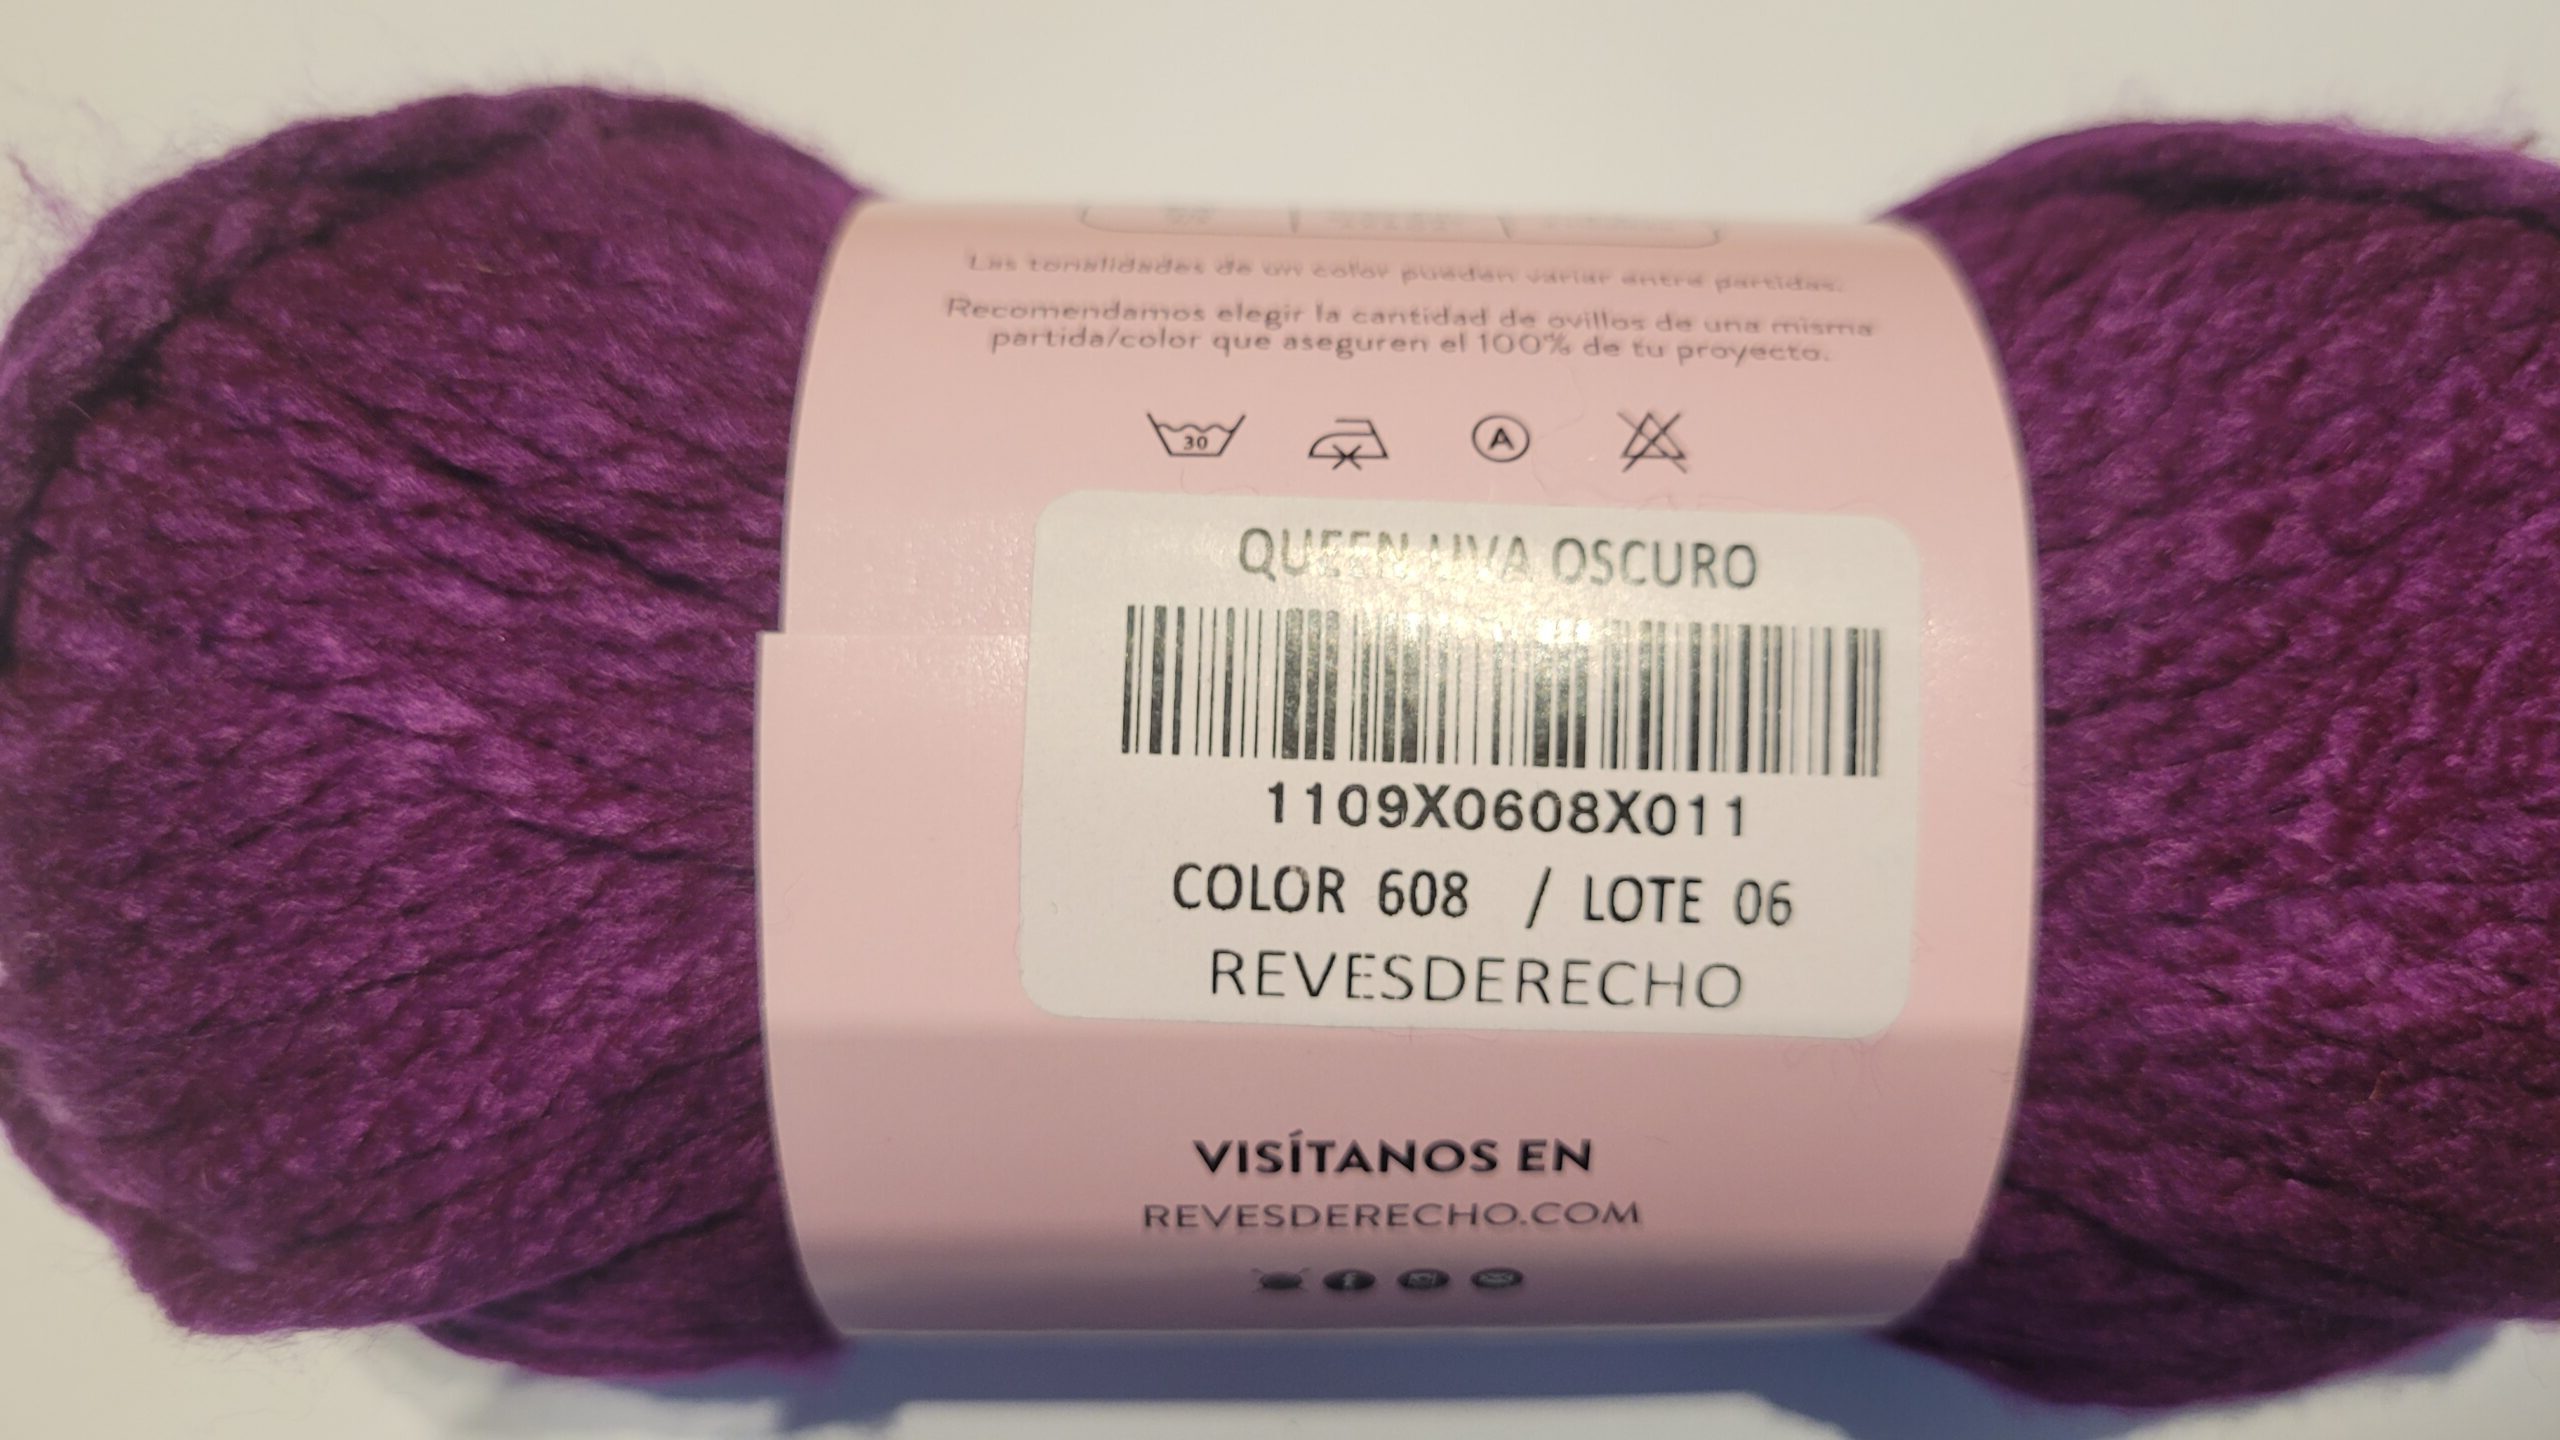 Las tonalidades de un color pueden variar entre partidas.
Recomendamos elegir la cantidad de ovillos de una misma
partida/color que aseguren el 100% de tu proyecto.
30
A
QUEEN UVA OSCURO
1109X0608X011
COLOR 608 / LOTE 06
REVESDERECHO
VISÍTANOS EN
REVESDERECHO.COM